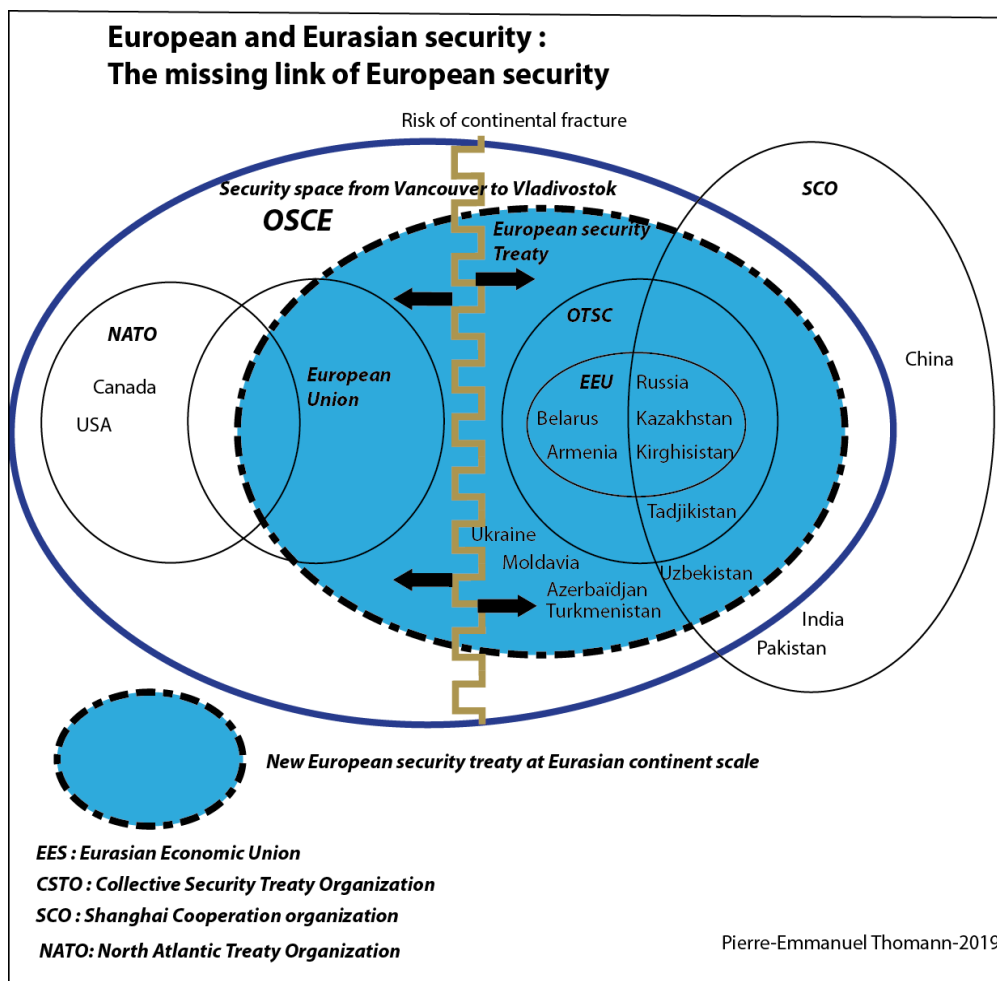 European and Eurasian security :
The missing link of European security
Risk of continental fracture
Security space from Vancouver to Vladivostok
OSCE
SCO
European security
Treaty
NATO
OTSC
Canada
USA
European
Union
EEU
Russia
China
Belarus
Kazakhstan
Armenia
Kirghisistan
Tadjikistan
Ukraine
Moldavia
Uzbekistan
Azerbaïdjan
Turkmenistan
India
Pakistan
New European security treaty at Eurasian continent scale
EES : Eurasian Economic Union
CSTO : Collective Security Treaty Organization
SCO : Shanghai Cooperation organization
NATO: North Atlantic Treaty Organization
Pierre-Emmanuel Thomann-2019